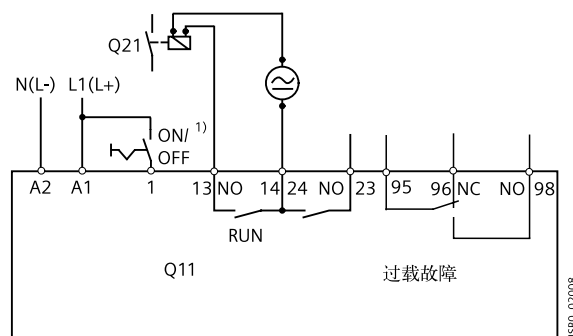 Q21
N(L-) L1(L+)
ON/ 1)
OFF
A2 A1 1 13 NO 14 24 NO 23 95 96 NC NO 98
RUN
Q11 过载故障